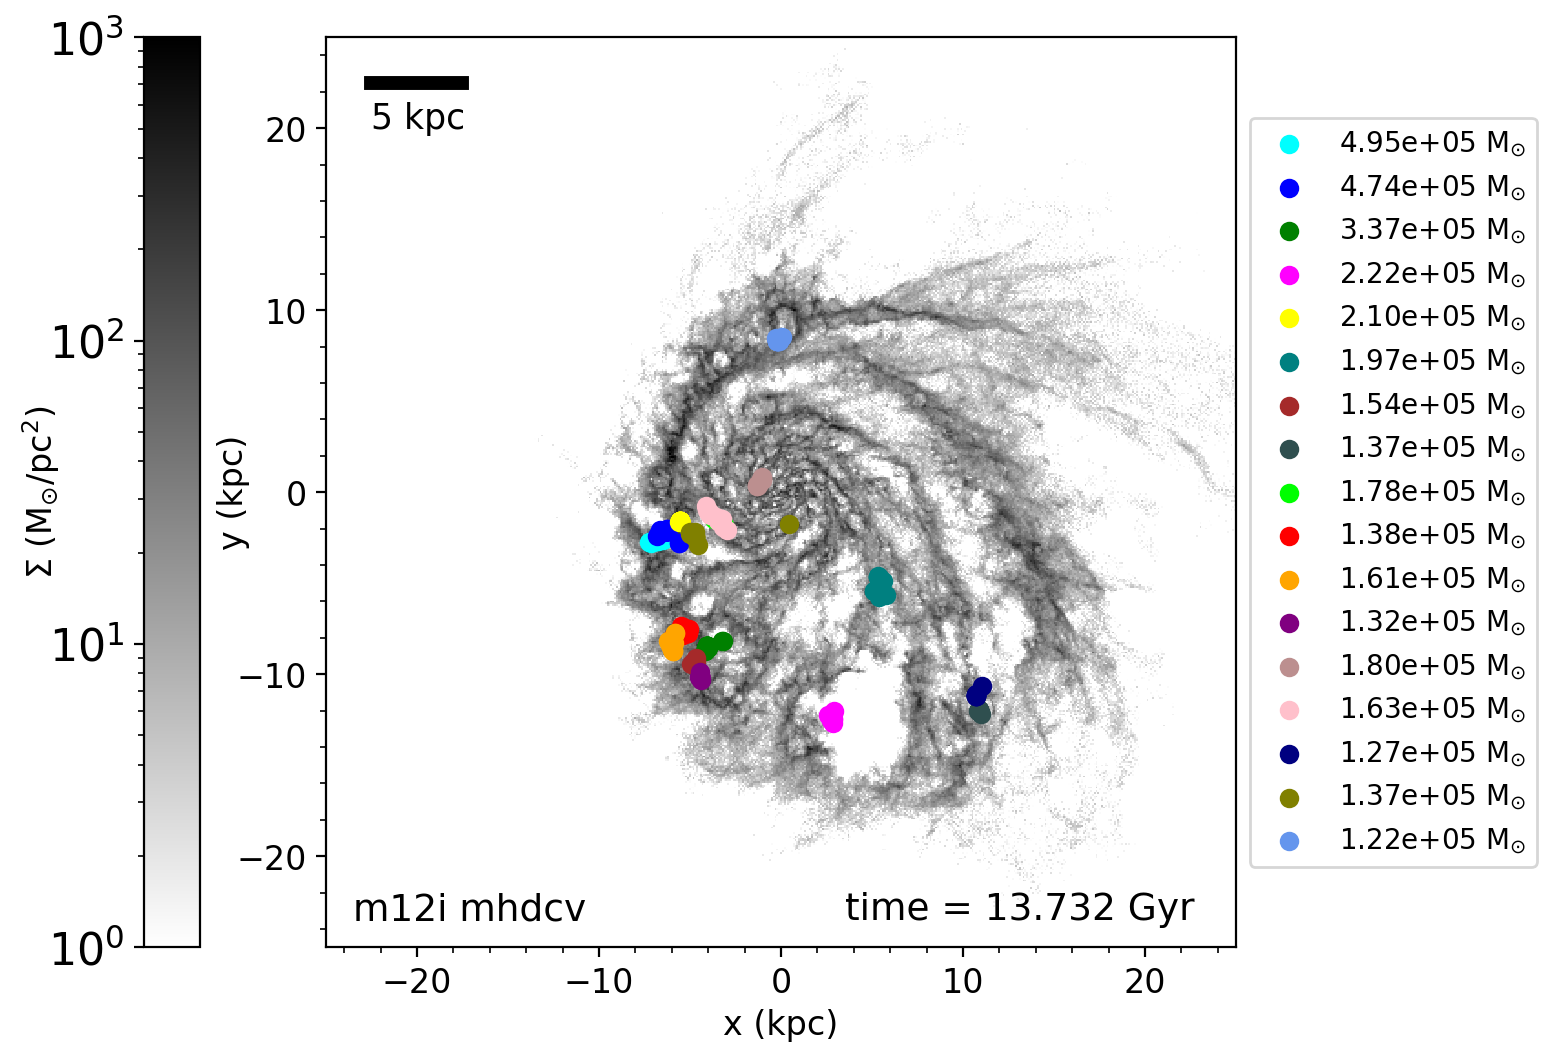 10³
10²
10¹
10⁰
Σ (M⊙/pc²)
y (kpc)
20
10
0
−10
−20
5 kpc
m12i mhdcv
time = 13.732 Gyr
−20
−10
0
10
20
x (kpc)
4.95e+05 M⊙
4.74e+05 M⊙
3.37e+05 M⊙
2.22e+05 M⊙
2.10e+05 M⊙
1.97e+05 M⊙
1.54e+05 M⊙
1.37e+05 M⊙
1.78e+05 M⊙
1.38e+05 M⊙
1.61e+05 M⊙
1.32e+05 M⊙
1.80e+05 M⊙
1.63e+05 M⊙
1.27e+05 M⊙
1.37e+05 M⊙
1.22e+05 M⊙